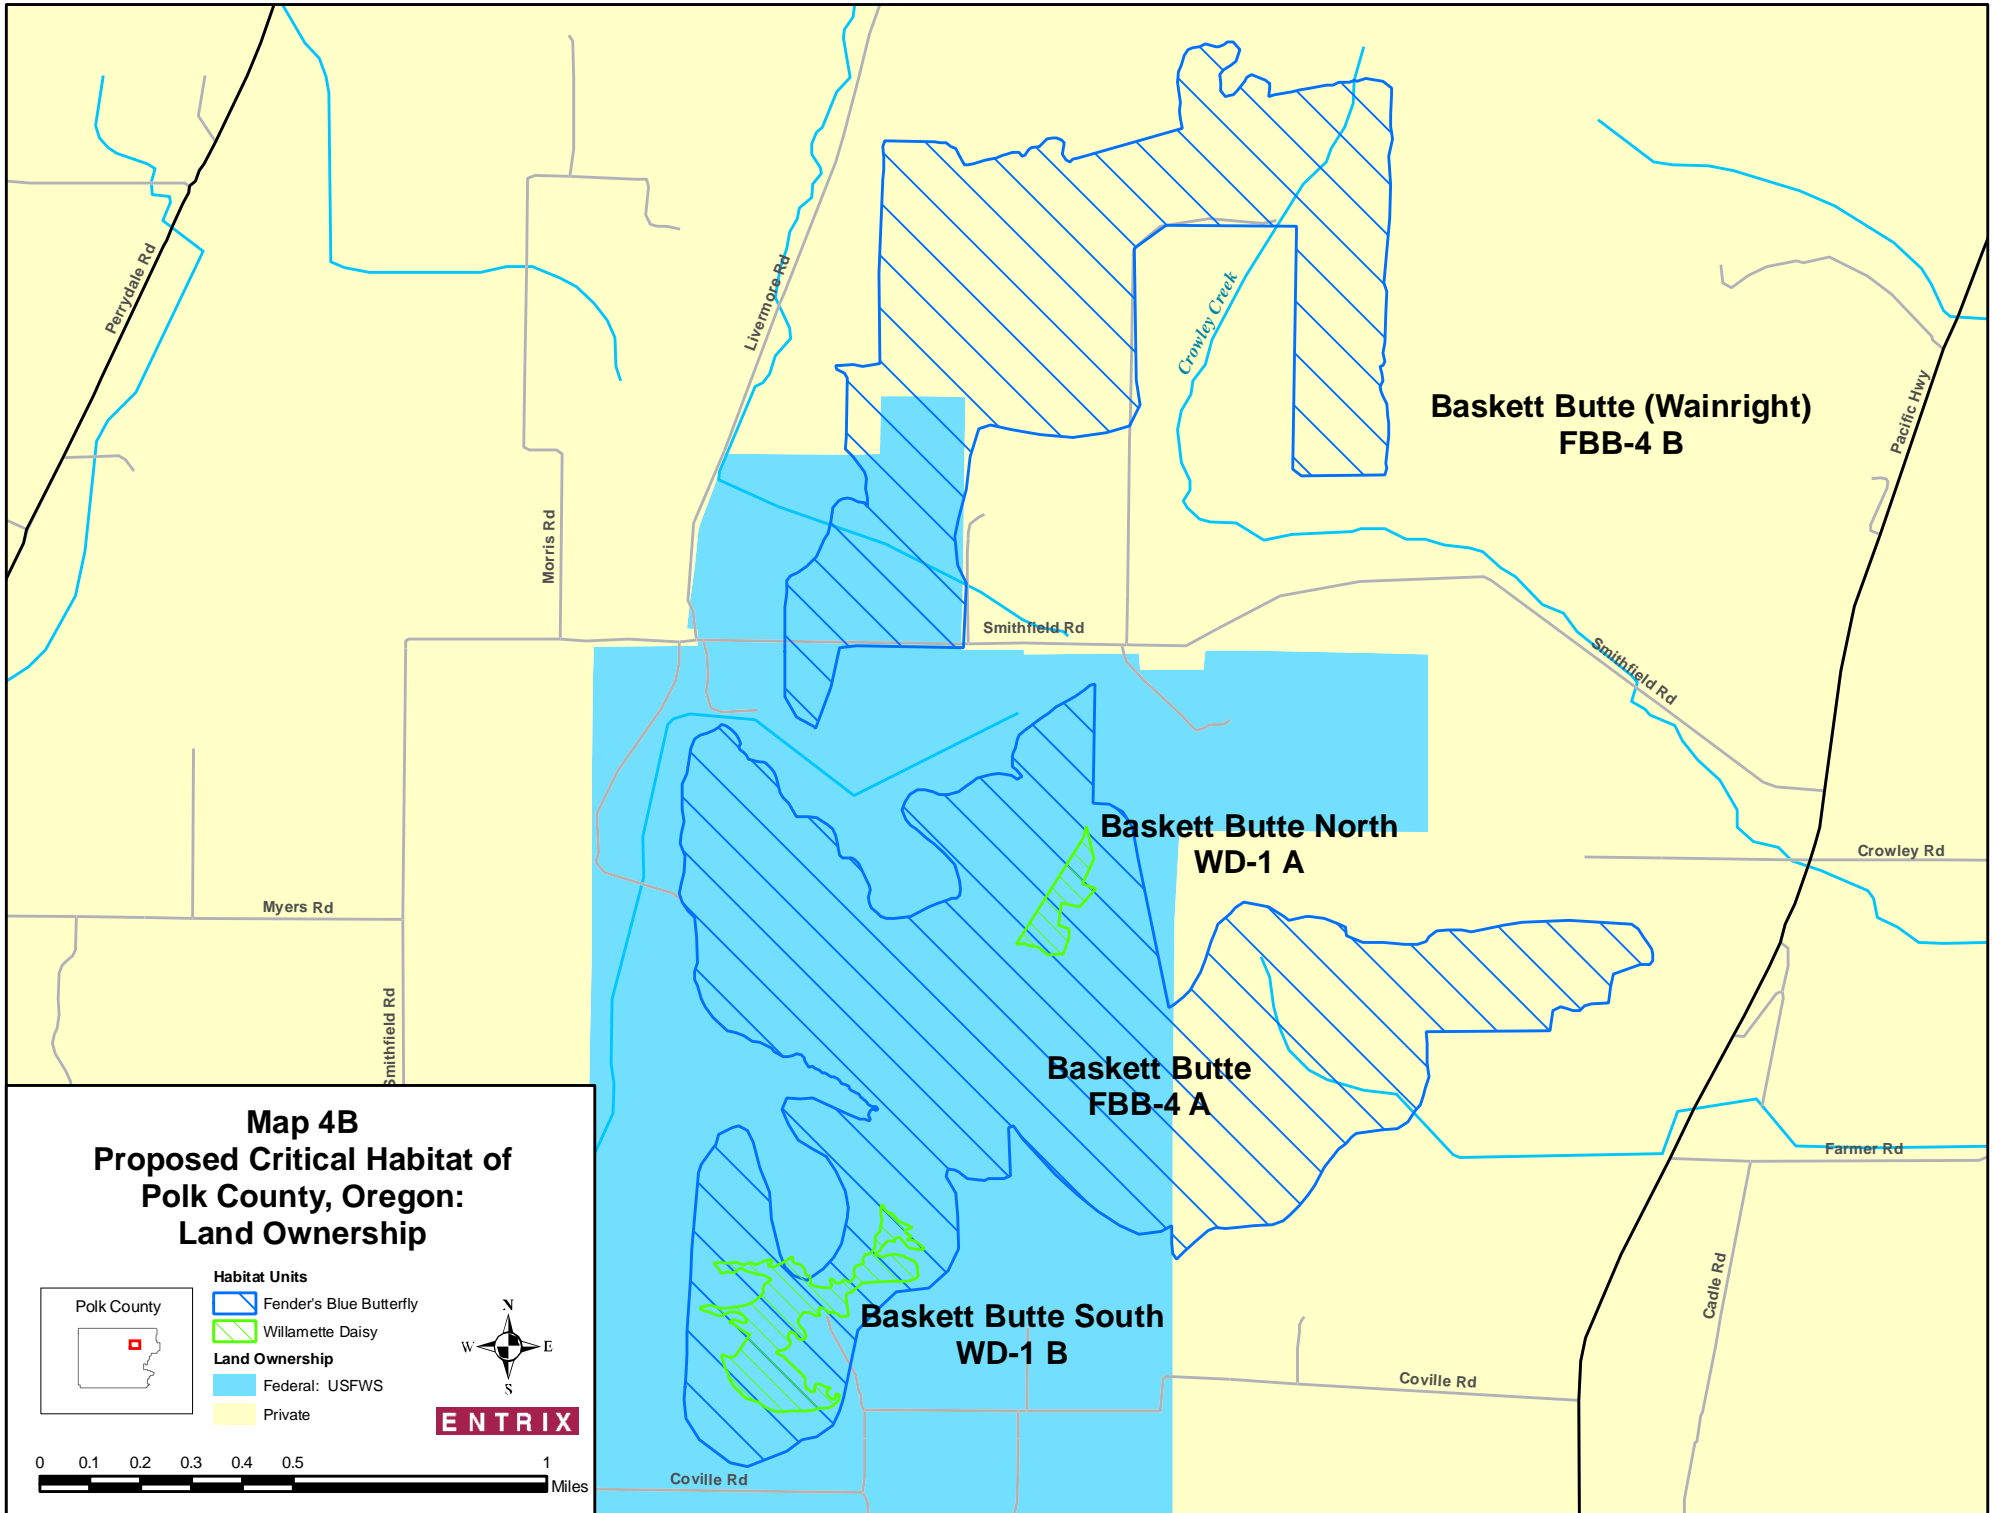 Perrydale Rd
Livermore Rd
Crowley Creek
Baskett Butte (Wainright)
FBB-4 B
Pacific Hwy
Morris Rd
Smithfield Rd
Smithfield Rd
Baskett Butte North
WD-1 A
Crowley Rd
Myers Rd
Smithfield Rd
Baskett Butte
FBB-4 A
Farmer Rd
Cadle Rd
Baskett Butte South
WD-1 B
Coville Rd
Coville Rd
Map 4B
Proposed Critical Habitat of
Polk County, Oregon:
Land Ownership
Polk County
Habitat Units
Fender's Blue Butterfly
Willamette Daisy
Land Ownership
Federal: USFWS
Private
N
W E
S
ENTRIX
0 0.1 0.2 0.3 0.4 0.5 1
Miles